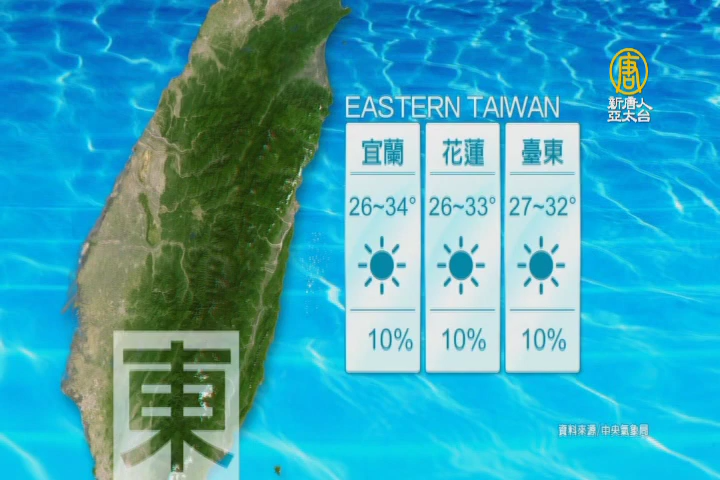 唐
新唐人
亞太台
EASTERN TAIWAN
宜蘭 花蓮 臺東
26~34° 26~33° 27~32°
10% 10% 10%
東
資料來源/中央氣象局